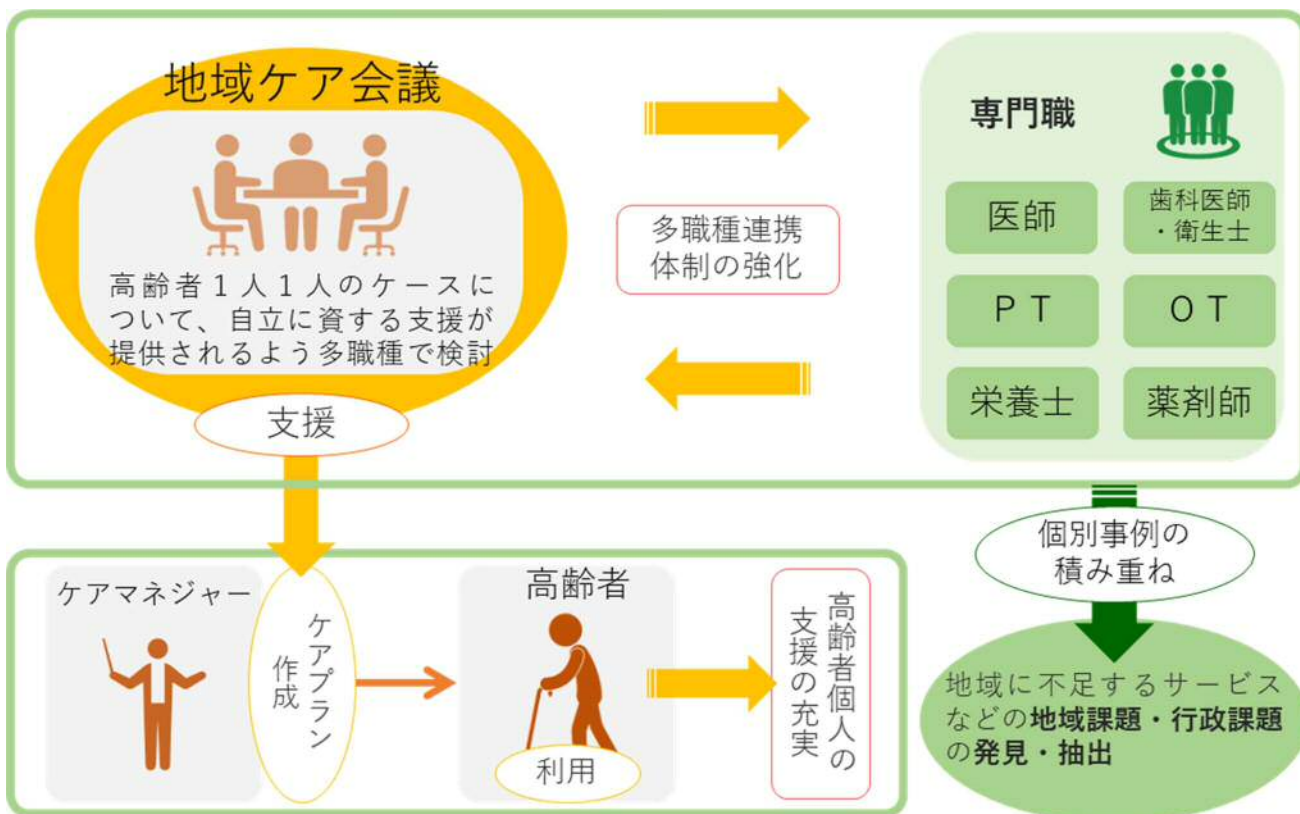 地域ケア会議
高齢者１人１人のケースに
ついて、自立に資する支援が
提供されるよう多職種で検討
支援
多職種連携
体制の強化
専門職
医師
歯科医師
・衛生士
ＰＴ
ＯＴ
栄養士
薬剤師
個別事例の
積み重ね
地域に不足するサービス
などの地域課題・行政課題
の発見・抽出
ケアマネジャー
ケアプラン
作成
高齢者
利用
高齢者個人の
支援の充実